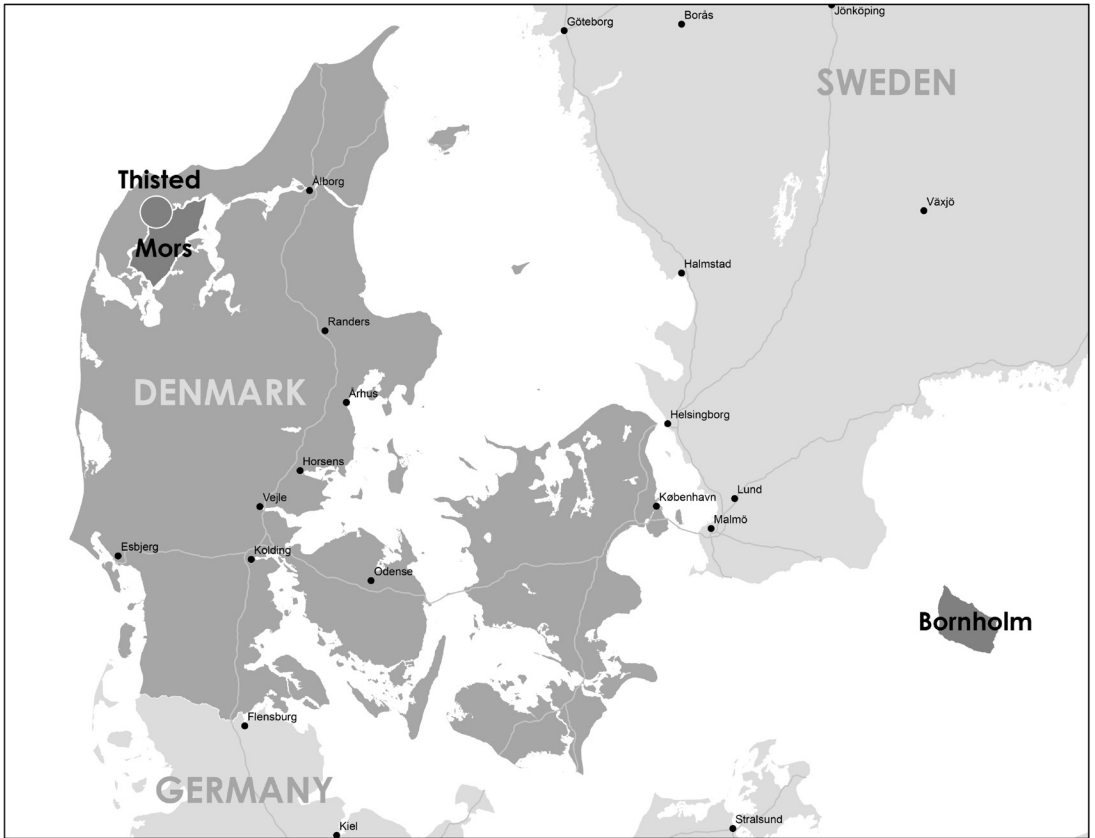 Göteborg
Borås
Jönköping
SWEDEN
Thisted
Ålborg
Växjö
Mors
Halmstad
Randers
DENMARK
Århus
Helsingborg
Horsens
Vejle
København
Lund
Malmö
Esbjerg
Kolding
Odense
Bornholm
Flensburg
GERMANY
Stralsund
Kiel